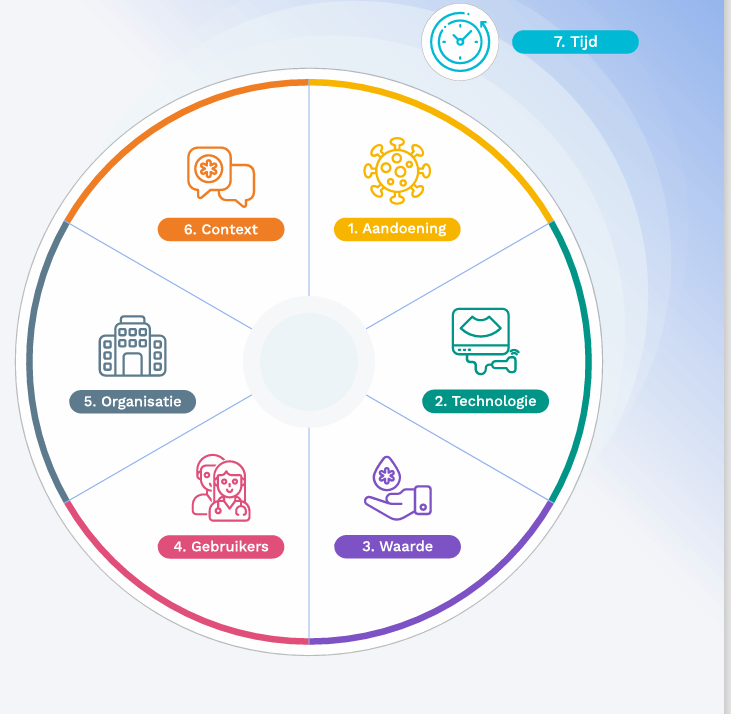 7. Tijd
6. Context
1. Aandoening
5. Organisatie
2. Technologie
4. Gebruikers
3. Waarde